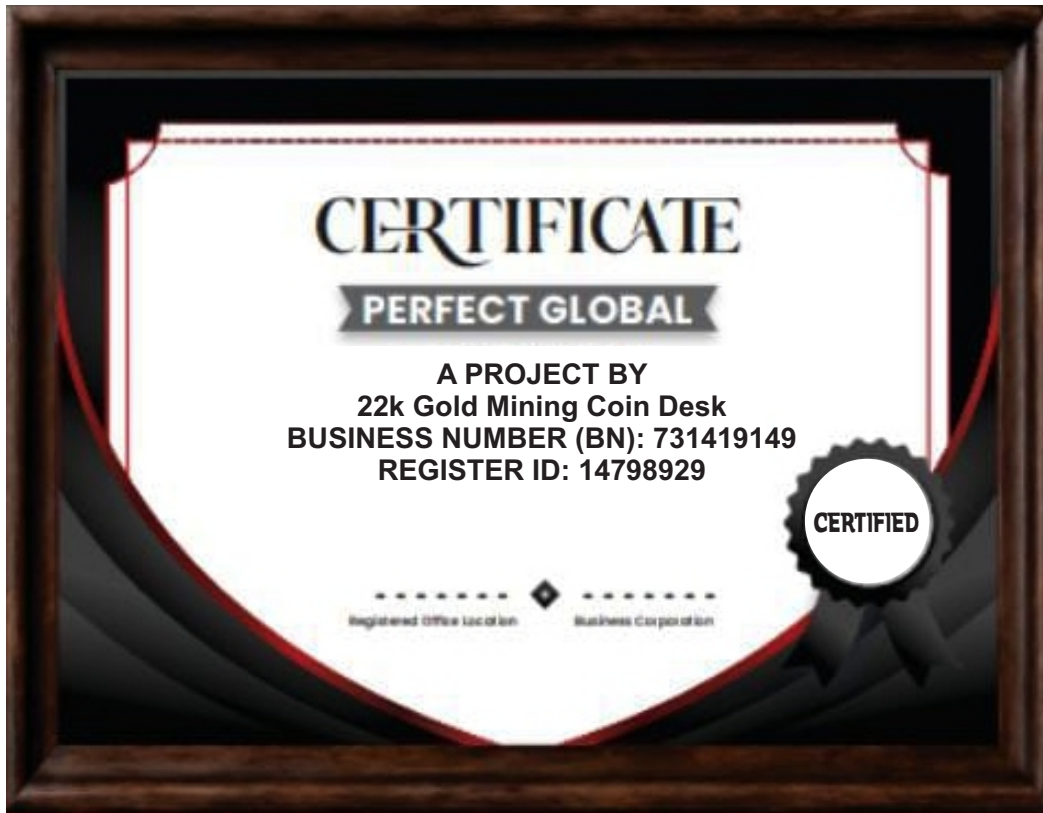 CERTIFICATE
PERFECT GLOBAL
A PROJECT BY
22k Gold Mining Coin Desk
BUSINESS NUMBER (BN): 731419149
REGISTER ID: 14798929
CERTIFIED
Registered Office Location
Business Corporation